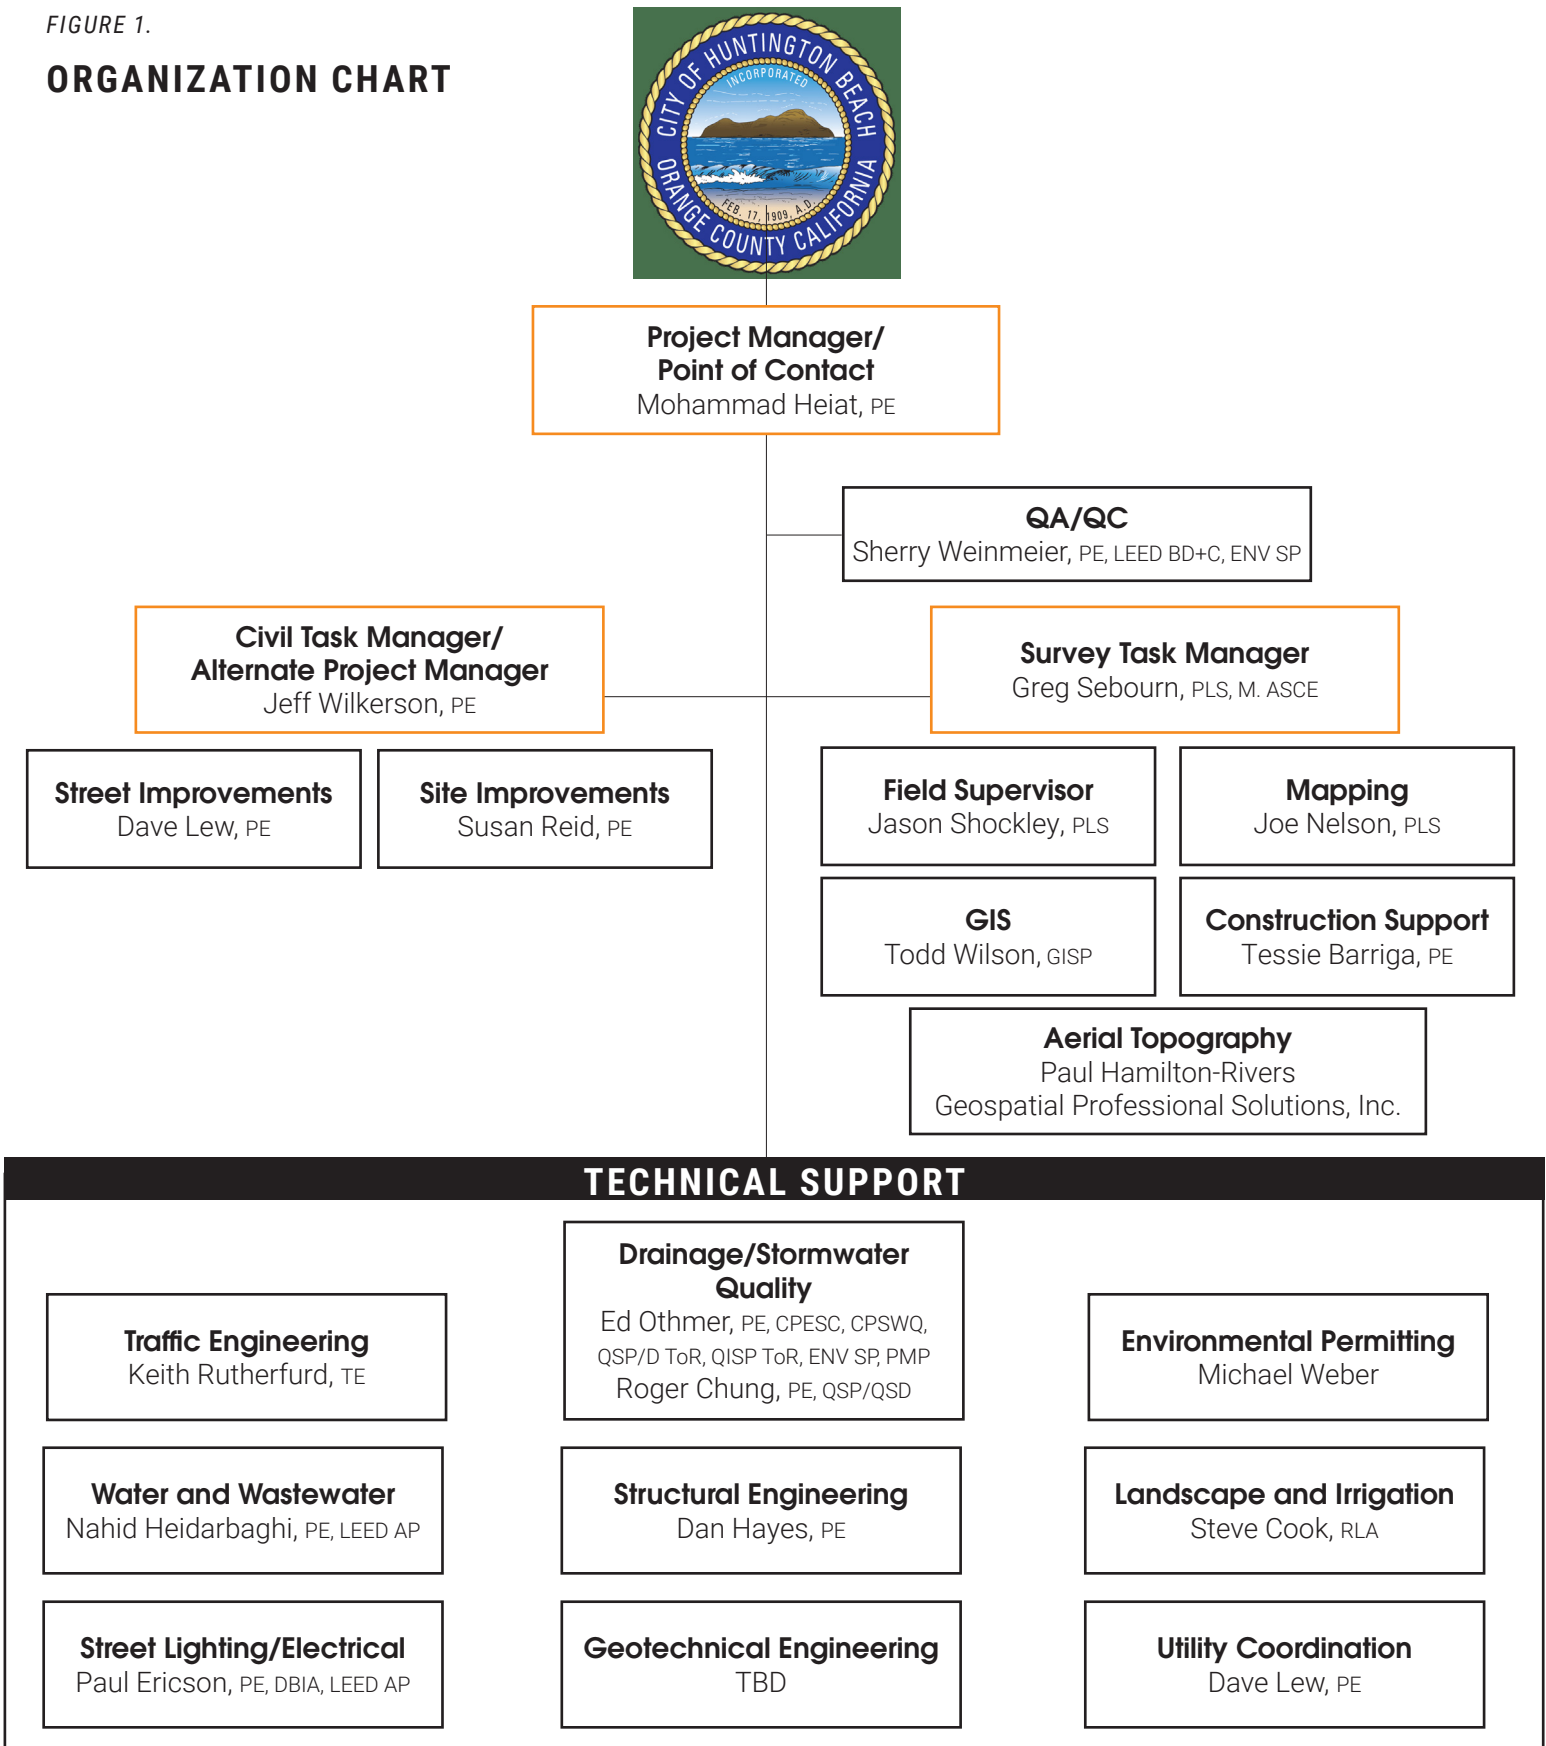 FIGURE 1.
ORGANIZATION CHART
CITY OF HUNTINGTON BEACH
INCORPORATED
FEB. 17, 1909, A.D.
ORANGE COUNTY CALIFORNIA
Project Manager/
Point of Contact
Mohammad Heiat, PE
QA/QC
Sherry Weinmeier, PE, LEED BD+C, ENV SP
Civil Task Manager/
Alternate Project Manager
Jeff Wilkerson, PE
Survey Task Manager
Greg Sebourn, PLS, M. ASCE
Street Improvements
Dave Lew, PE
Site Improvements
Susan Reid, PE
Field Supervisor
Jason Shockley, PLS
Mapping
Joe Nelson, PLS
GIS
Todd Wilson, GISP
Construction Support
Tessie Barriga, PE
Aerial Topography
Paul Hamilton-Rivers
Geospatial Professional Solutions, Inc.
TECHNICAL SUPPORT
Traffic Engineering
Keith Rutherfurd, TE
Drainage/Stormwater
Quality
Ed Othmer, PE, CPESC, CPSWQ,
QSP/D ToR, QISP ToR, ENV SP, PMP
Roger Chung, PE, QSP/QSD
Environmental Permitting
Michael Weber
Water and Wastewater
Nahid Heidarbaghi, PE, LEED AP
Structural Engineering
Dan Hayes, PE
Landscape and Irrigation
Steve Cook, RLA
Street Lighting/Electrical
Paul Ericson, PE, DBIA, LEED AP
Geotechnical Engineering
TBD
Utility Coordination
Dave Lew, PE